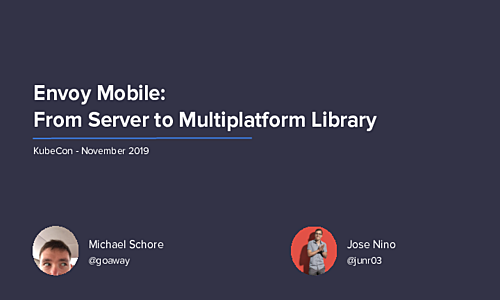 Envoy Mobile:
From Server to Multiplatform Library
KubeCon - November 2019
Michael Schore
@goaway
Jose Nino
@junr03